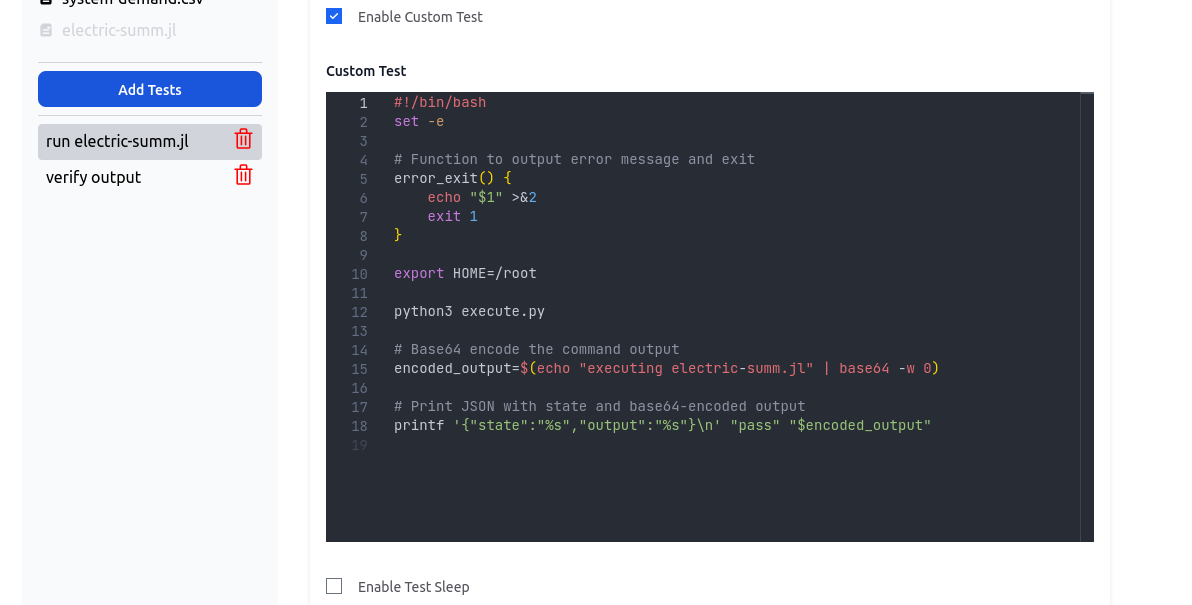 system-demand.csv
electric-summ.jl
Add Tests
run electric-summ.jl
verify output
Enable Custom Test
Custom Test
1 #!/bin/bash
2 set -e
3
4 # Function to output error message and exit
5 error_exit() {
6     echo "$1" >&2
7     exit 1
8 }
9
10 export HOME=/root
11
12 python3 execute.py
13
14 # Base64 encode the command output
15 encoded_output=$(echo "executing electric-summ.jl" | base64 -w 0)
16
17 # Print JSON with state and base64-encoded output
18 printf '{"state":"%s","output":"%s"}\n' "pass" "$encoded_output"
19
Enable Test Sleep